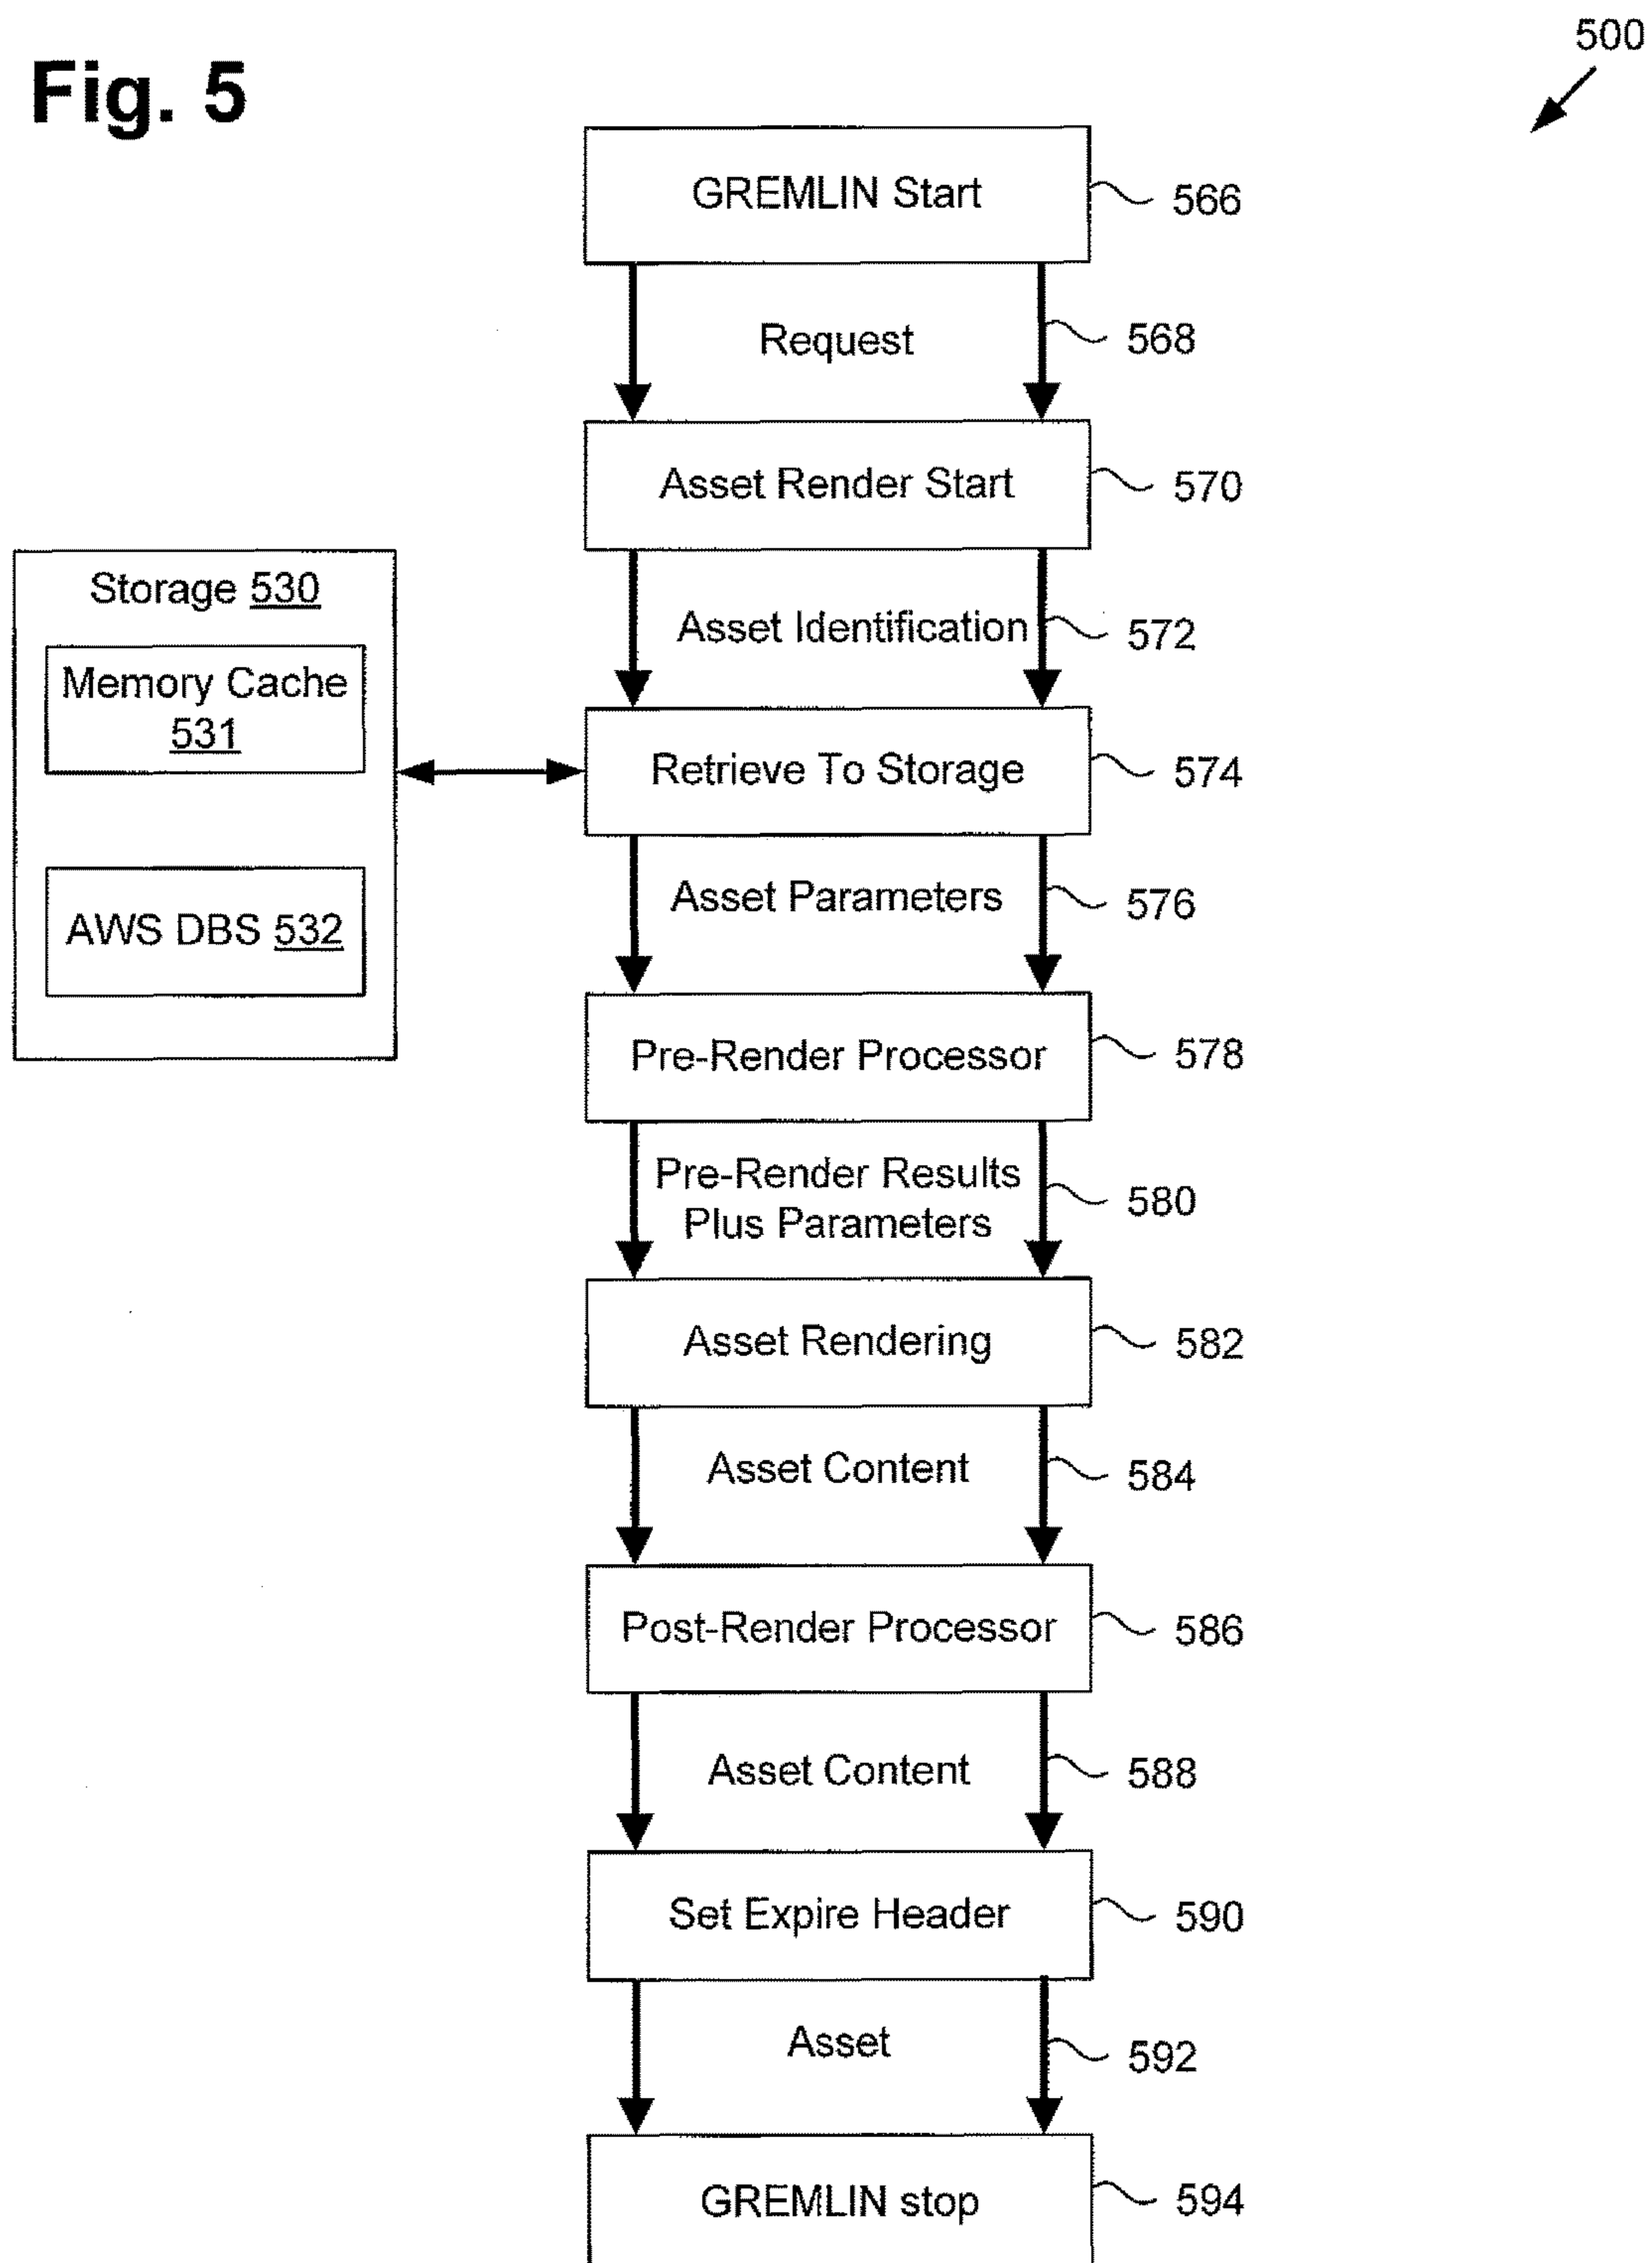 500
Fig. 5
GREMLIN Start
566
Request
568
Asset Render Start
570
Storage 530
Asset Identification
572
Memory Cache
531
Retrieve To Storage
574
Asset Parameters
576
AWS DBS 532
Pre-Render Processor
578
Pre-Render Results
Plus Parameters
580
Asset Rendering
582
Asset Content
584
Post-Render Processor
586
Asset Content
588
Set Expire Header
590
Asset
592
GREMLIN stop
594